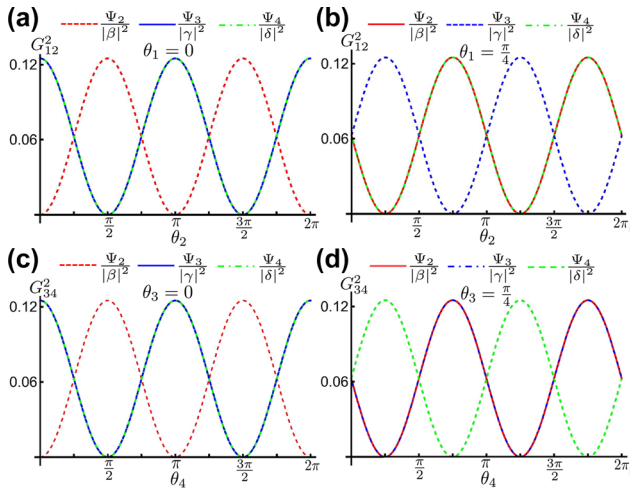 (a) Ψ₂/|β|² Ψ₃/|γ|² Ψ₄/|δ|²
G²₁₂ θ₁ = 0
0.12
0.06
π/2 π 3π/2 2π
θ₂
(b) Ψ₂/|β|² Ψ₃/|γ|² Ψ₄/|δ|²
G²₁₂ θ₁ = π/4
0.12
0.06
π/2 π 3π/2 2π
θ₂
(c) Ψ₂/|β|² Ψ₃/|γ|² Ψ₄/|δ|²
G²₃₄ θ₃ = 0
0.12
0.06
π/2 π 3π/2 2π
θ₄
(d) Ψ₂/|β|² Ψ₃/|γ|² Ψ₄/|δ|²
G²₃₄ θ₃ = π/4
0.12
0.06
π/2 π 3π/2 2π
θ₄